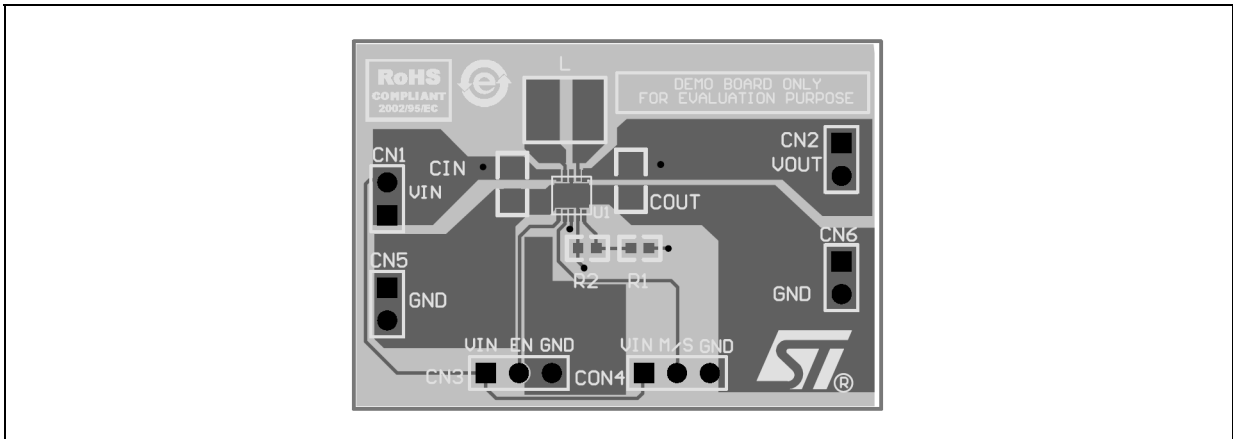 L
RoHS
COMPLIANT
2002/95/EC
e
DEMO BOARD ONLY
FOR EVALUATION PURPOSE
CN1
CIN
VIN
CN2
VOUT
COUT
U1
CN5
GND
R2
R1
CN6
GND
VIN EN GND
CN3
VIN M/S GND
CON4
ST®